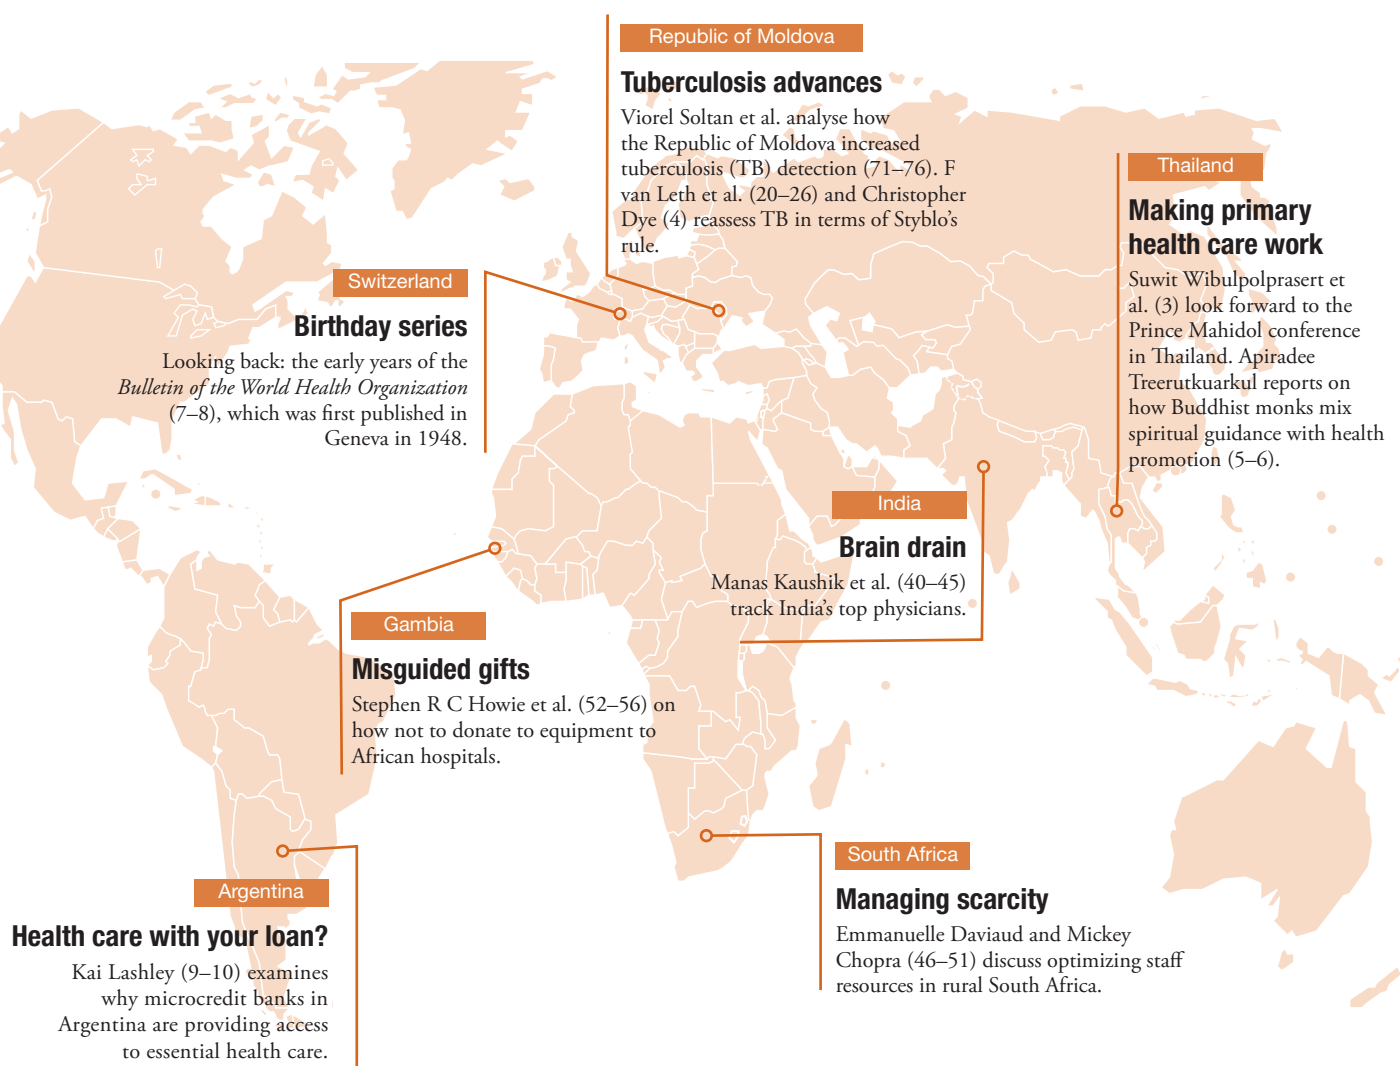 Republic of Moldova
Tuberculosis advances
Viorel Soltan et al. analyse how
the Republic of Moldova increased
tuberculosis (TB) detection (71–76). F
van Leth et al. (20–26) and Christopher
Dye (4) reassess TB in terms of Styblo’s
rule.
Thailand
Making primary
health care work
Suwit Wibulpolprasert et
al. (3) look forward to the
Prince Mahidol conference
in Thailand. Apiradee
Treerutkuarkul reports on
how Buddhist monks mix
spiritual guidance with health
promotion (5–6).
Switzerland
Birthday series
Looking back: the early years of the
Bulletin of the World Health Organization
(7–8), which was first published in
Geneva in 1948.
India
Brain drain
Manas Kaushik et al. (40–45)
track India’s top physicians.
Gambia
Misguided gifts
Stephen R C Howie et al. (52–56) on
how not to donate to equipment to
African hospitals.
South Africa
Managing scarcity
Emmanuelle Daviaud and Mickey
Chopra (46–51) discuss optimizing staff
resources in rural South Africa.
Argentina
Health care with your loan?
Kai Lashley (9–10) examines
why microcredit banks in
Argentina are providing access
to essential health care.